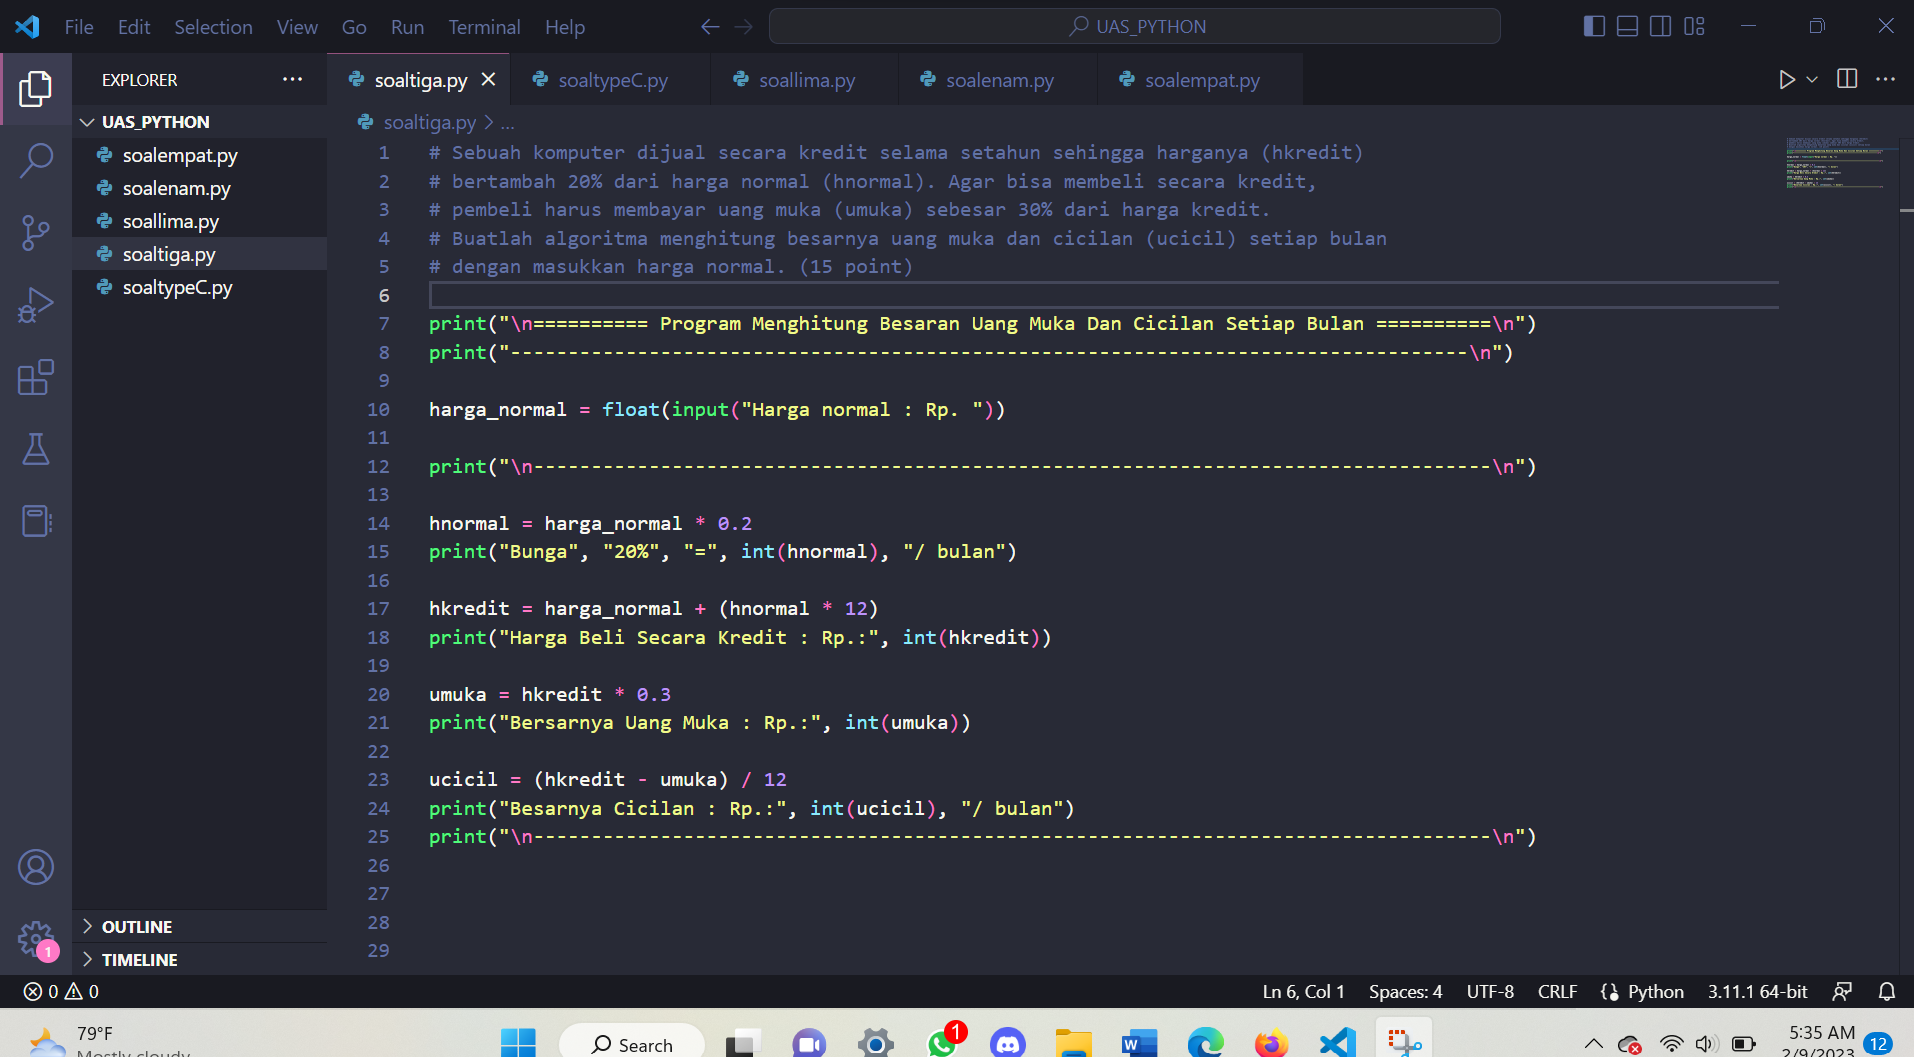 File Edit Selection View Go Run Terminal Help UAS_PYTHON
EXPLORER ... soaltiga.py soaltypeC.py soallima.py soalenam.py soalempat.py
UAS_PYTHON
soalempat.py
soalenam.py
soallima.py
soaltiga.py
soaltypeC.py
OUTLINE
TIMELINE
1
soaltiga.py > ...
1 # Sebuah komputer dijual secara kredit selama setahun sehingga harganya (hkredit)
2 # bertambah 20% dari harga normal (hnormal). Agar bisa membeli secara kredit,
3 # pembeli harus membayar uang muka (umuka) sebesar 30% dari harga kredit.
4 # Buatlah algoritma menghitung besarnya uang muka dan cicilan (ucicil) setiap bulan
5 # dengan masukkan harga normal. (15 point)
6
7 print("\n========== Program Menghitung Besaran Uang Muka Dan Cicilan Setiap Bulan ==========\n")
8 print("-----------------------------------------------------------------------------------\n")
9
10 harga_normal = float(input("Harga normal : Rp. "))
11
12 print("\n-----------------------------------------------------------------------------------\n")
13
14 hnormal = harga_normal * 0.2
15 print("Bunga", "20%", "=", int(hnormal), "/ bulan")
16
17 hkredit = harga_normal + (hnormal * 12)
18 print("Harga Beli Secara Kredit : Rp.:", int(hkredit))
19
20 umuka = hkredit * 0.3
21 print("Bersarnya Uang Muka : Rp.:", int(umuka))
22
23 ucicil = (hkredit - umuka) / 12
24 print("Besarnya Cicilan : Rp.:", int(ucicil), "/ bulan")
25 print("\n-----------------------------------------------------------------------------------\n")
26
27
28
29
0 0 Ln 6, Col 1 Spaces: 4 UTF-8 CRLF Python 3.11.1 64-bit
79°F
Mostly cloudy
Search
1
5:35 AM
2/9/2023
12